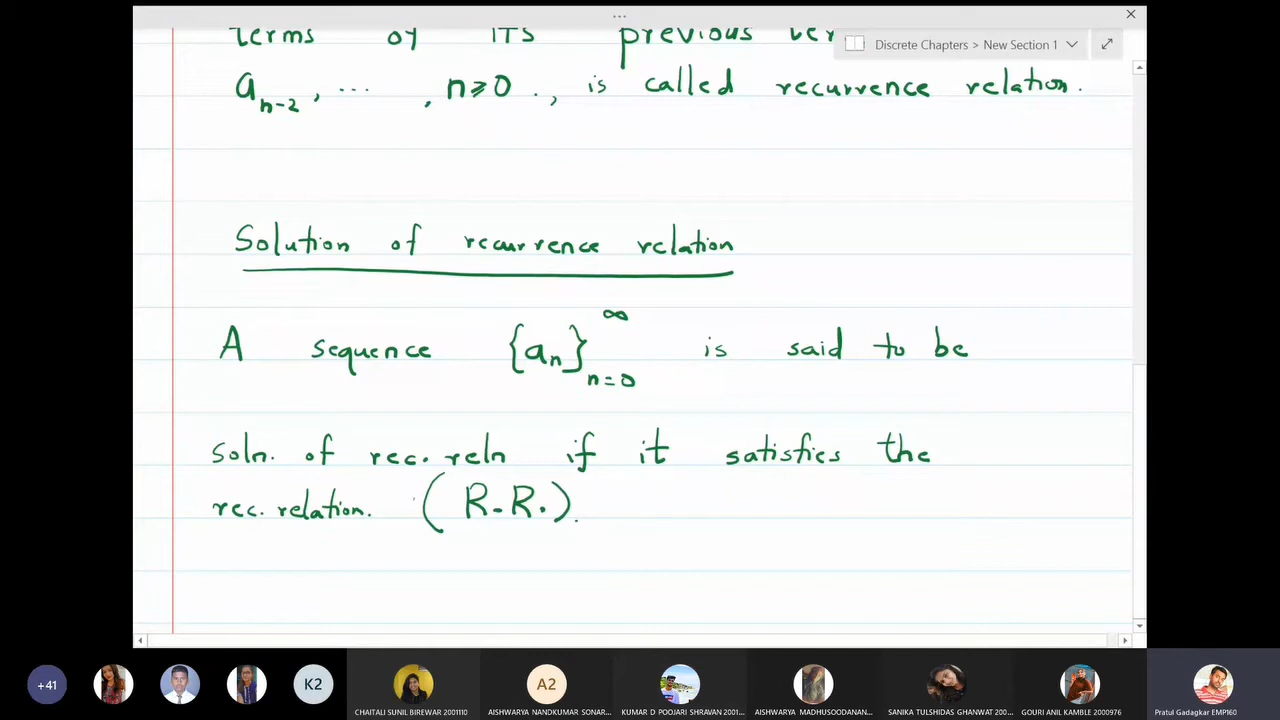 terms of its previous
Discrete Chapters > New Section 1
a_{n-2}, ... , n ≥ 0 ., is called recurrence relation.
Solution of recurrence relation
A sequence {a_n}_{n=0}^∞ is said to be
soln. of rec. reln if it satisfies the
rec. relation. (R.R.).
+41
K2
CHAITALI SUNIL BIREWAR 2001110
A2
AISHWARYA NANDKUMAR SONAR...
KUMAR D POOJARI SHRAVAN 2001...
AISHWARYA MADHUSOODANAN...
SANIKA TULSHIDAS GHANWAT 200...
GOURI ANIL KAMBLE 2000976
Pratul Gadagkar EMP160